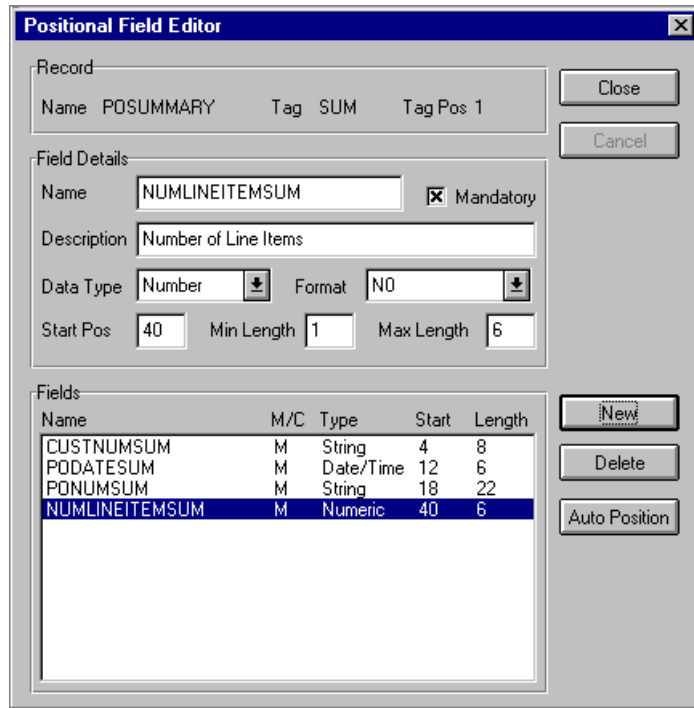 Positional Field Editor
Record
Name POSUMMARY Tag SUM Tag Pos 1
Close
Cancel
Field Details
Name NUMLINEITEMSUM Mandatory
Description Number of Line Items
Data Type Number Format N0
Start Pos 40 Min Length 1 Max Length 6
Fields
Name M/C Type Start Length
CUSTNUMSUM M String 4 8
PODATESUM M Date/Time 12 6
PONUMSUM M String 18 22
NUMLINEITEMSUM M Numeric 40 6
New
Delete
Auto Position